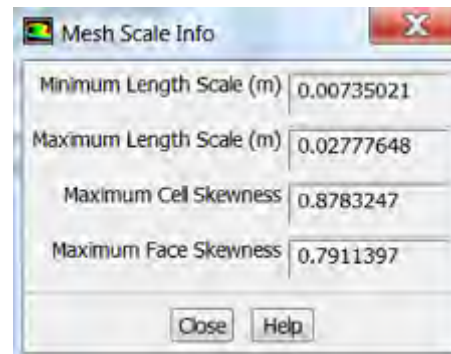 Mesh Scale Info
Minimum Length Scale (m) 0.00735021
Maximum Length Scale (m) 0.02777648
Maximum Cell Skewness 0.8783247
Maximum Face Skewness 0.7911397
Close Help